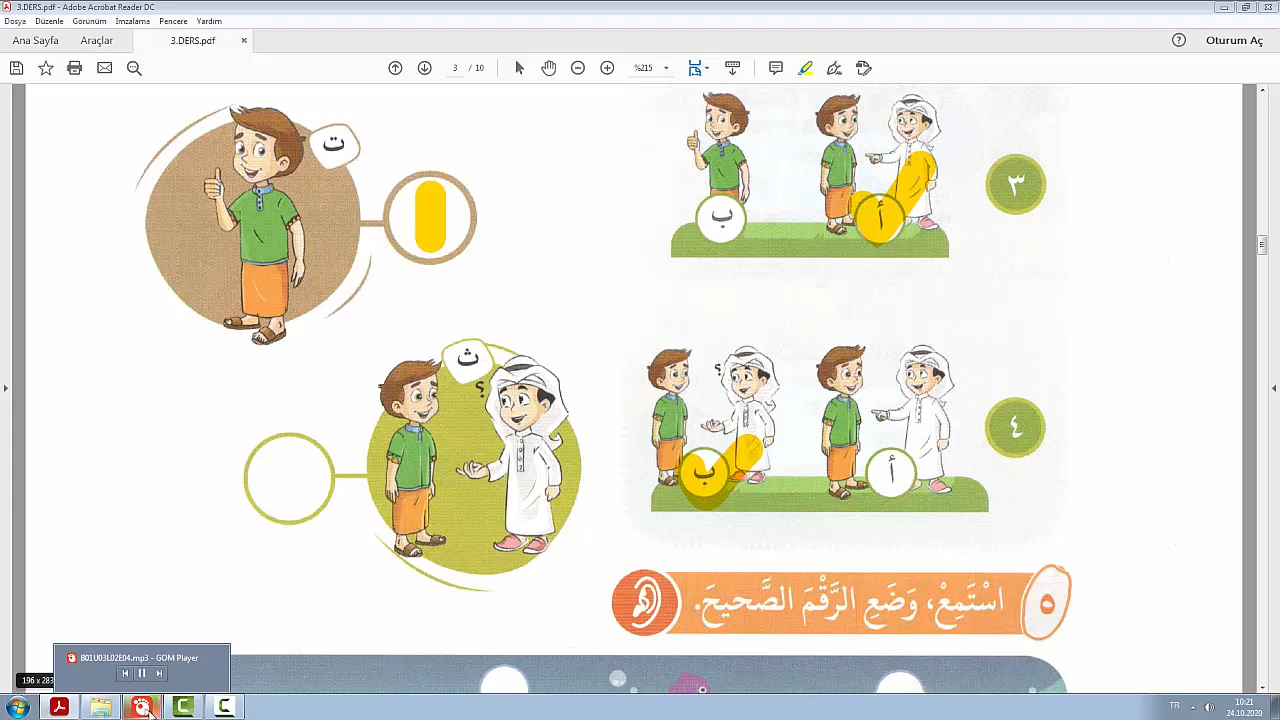 3.DERS.pdf - Adobe Acrobat Reader DC
Dosya Düzenle Görünüm İmzalama Pencere Yardım
Ana Sayfa Araçlar 3.DERS.pdf × ? Oturum Aç
3 / 10 %215
ت
ب
أ
٣
ث
؟
؟
ب
أ
٤
٥ اسْتَمِعْ، وَضَعِ الرَّقْمَ الصَّحيحَ.
B01U03L02E04.mp3 - GOM Player
196 x 283
TR 10:21
24.10.2020